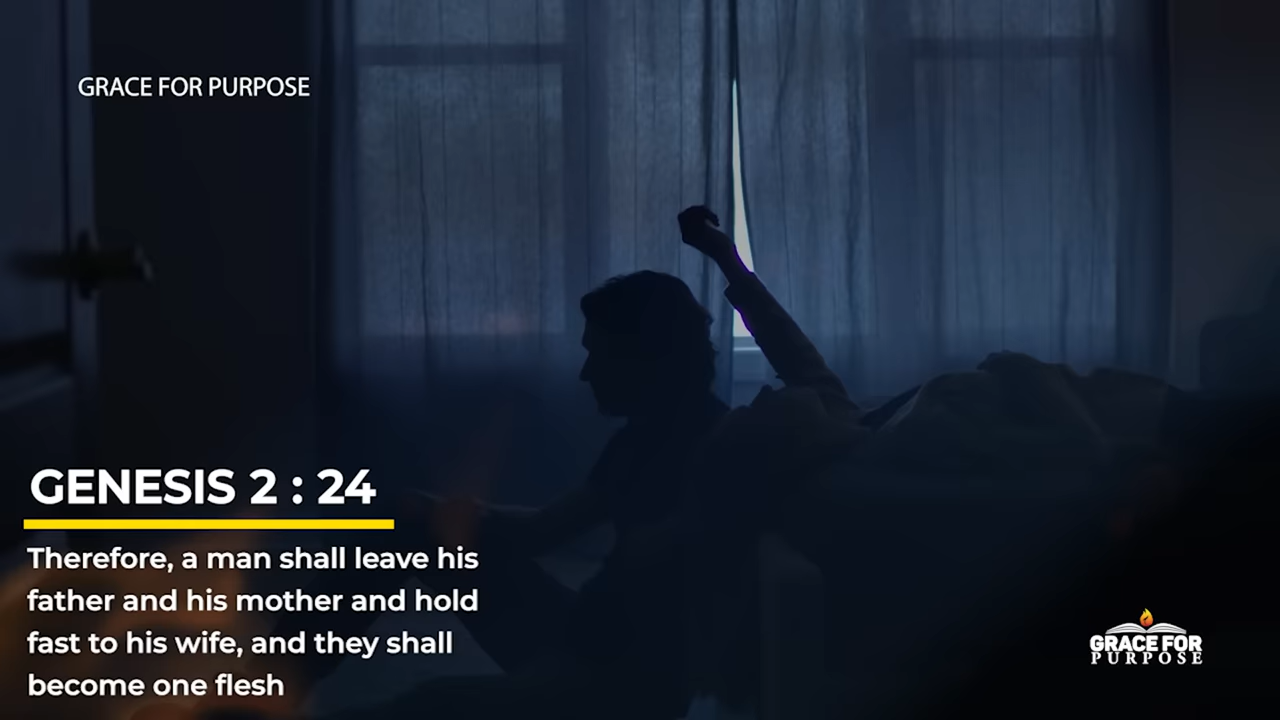 GRACE FOR PURPOSE
GENESIS 2 : 24
Therefore, a man shall leave his
father and his mother and hold
fast to his wife, and they shall
become one flesh
GRACE FOR
PURPOSE